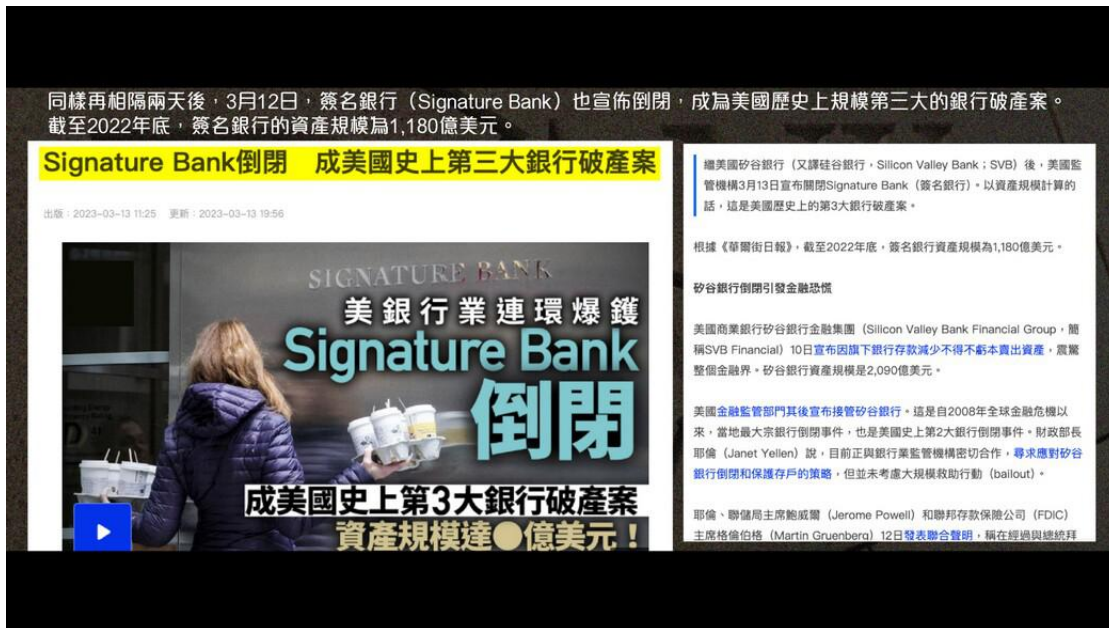 同樣再相隔兩天後，3月12日，簽名銀行（Signature Bank）也宣佈倒閉，成為美國歷史上規模第三大的銀行破產案。
截至2022年底，簽名銀行的資產規模為1,180億美元。
Signature Bank倒閉　成美國史上第三大銀行破產案
出版：2023-03-13 11:25　更新：2023-03-13 19:56
SIGNATURE BANK
美銀行業連環爆鑊
Signature Bank
倒閉
成美國史上第3大銀行破產案
資產規模達●億美元！
繼美國矽谷銀行（又譯硅谷銀行，Silicon Valley Bank；SVB）後，美國監
管機構3月13日宣布關閉Signature Bank（簽名銀行）。以資產規模計算的
話，這是美國歷史上的第3大銀行破產案。
根據《華爾街日報》，截至2022年底，簽名銀行資產規模為1,180億美元。
矽谷銀行倒閉引發金融恐慌
美國商業銀行矽谷銀行金融集團（Silicon Valley Bank Financial Group，簡
稱SVB Financial）10日宣布因旗下銀行存款減少不得不虧本賣出資產，震驚
整個金融界。矽谷銀行資產規模是2,090億美元。
美國金融監管部門其後宣布接管矽谷銀行。這是自2008年全球金融危機以
來，當地最大宗銀行倒閉事件，也是美國史上第2大銀行倒閉事件。財政部長
耶倫（Janet Yellen）說，目前正與銀行業監管機構密切合作，尋求應對矽谷
銀行倒閉和保護存戶的策略，但並未考慮大規模救助行動（bailout）。
耶倫、聯儲局主席鮑威爾（Jerome Powell）和聯邦存款保險公司（FDIC）
主席格倫伯格（Martin Gruenberg）12日發表聯合聲明，稱在經過與總統拜